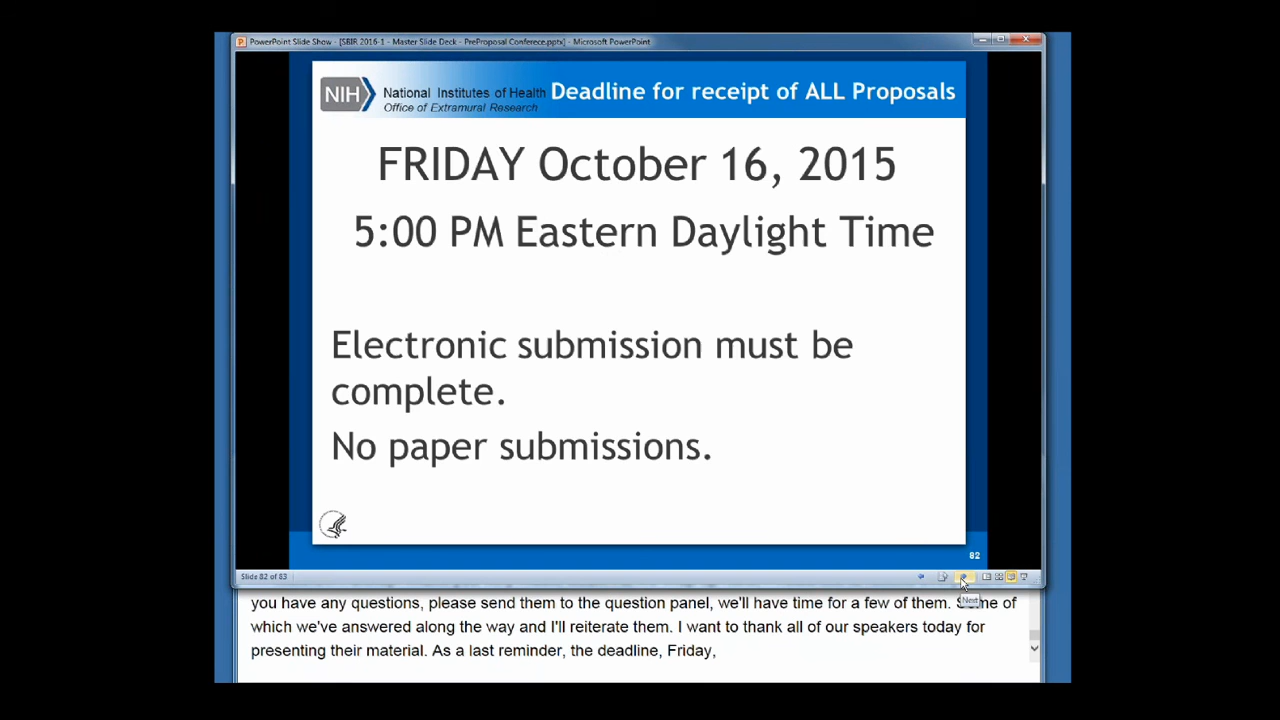 PowerPoint Slide Show - [SBIR 2016-1 - Master Slide Deck - PreProposal Conferece.pptx] - Microsoft PowerPoint
NIH National Institutes of Health
Office of Extramural Research
Deadline for receipt of ALL Proposals
FRIDAY October 16, 2015
5:00 PM Eastern Daylight Time
Electronic submission must be
complete.
No paper submissions.
82
Slide 82 of 83
Next
you have any questions, please send them to the question panel, we'll have time for a few of them. Some of
which we've answered along the way and I'll reiterate them. I want to thank all of our speakers today for
presenting their material. As a last reminder, the deadline, Friday,